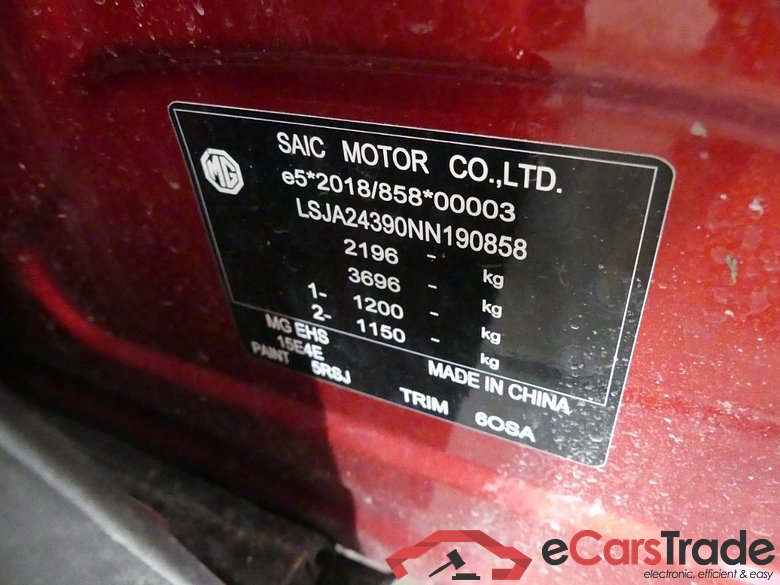 MG
SAIC MOTOR CO.,LTD.
e5*2018/858*00003
LSJA24390NN190858
2196 - kg
3696 - kg
1- 1200 - kg
2- 1150 - kg
MG EHS
15E4E MADE IN CHINA
PAINT 5RSJ TRIM 6OSA
eCarsTrade
electronic, efficient & easy